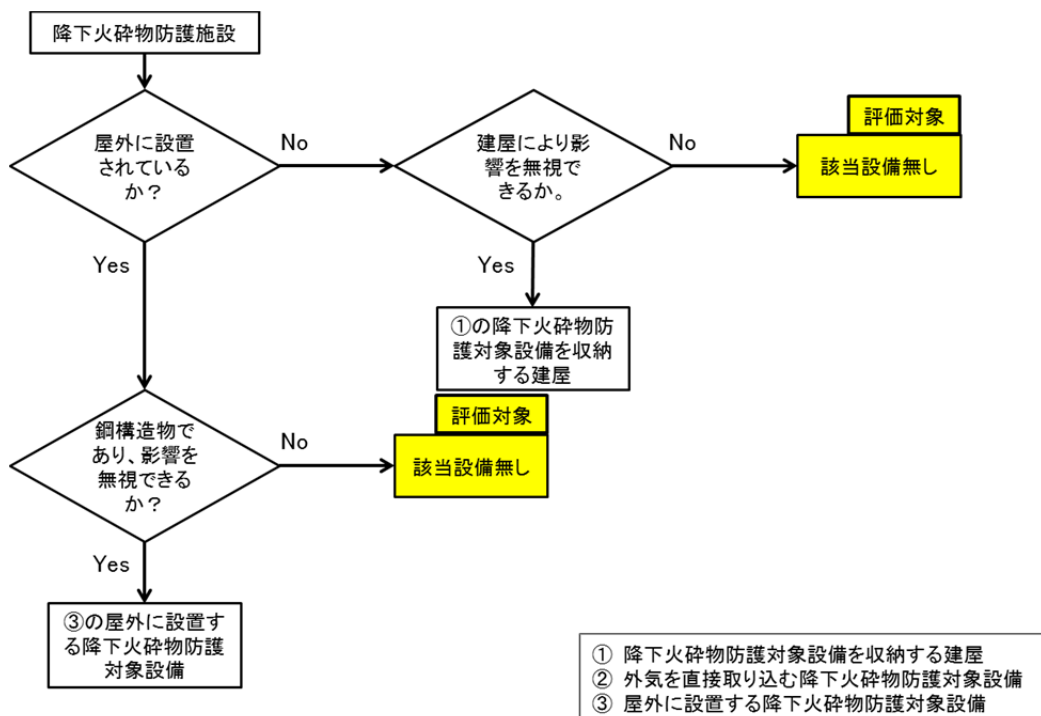 降下火砕物防護施設
屋外に設置
されている
か？
No
建屋により影
響を無視で
きるか。
No
評価対象
該当設備無し
Yes
Yes
①の降下火砕物防
護対象設備を収納
する建屋
鋼構造物で
あり、影響を
無視できる
か？
No
評価対象
該当設備無し
Yes
③の屋外に設置す
る降下火砕物防護
対象設備
① 降下火砕物防護対象設備を収納する建屋
② 外気を直接取り込む降下火砕物防護対象設備
③ 屋外に設置する降下火砕物防護対象設備